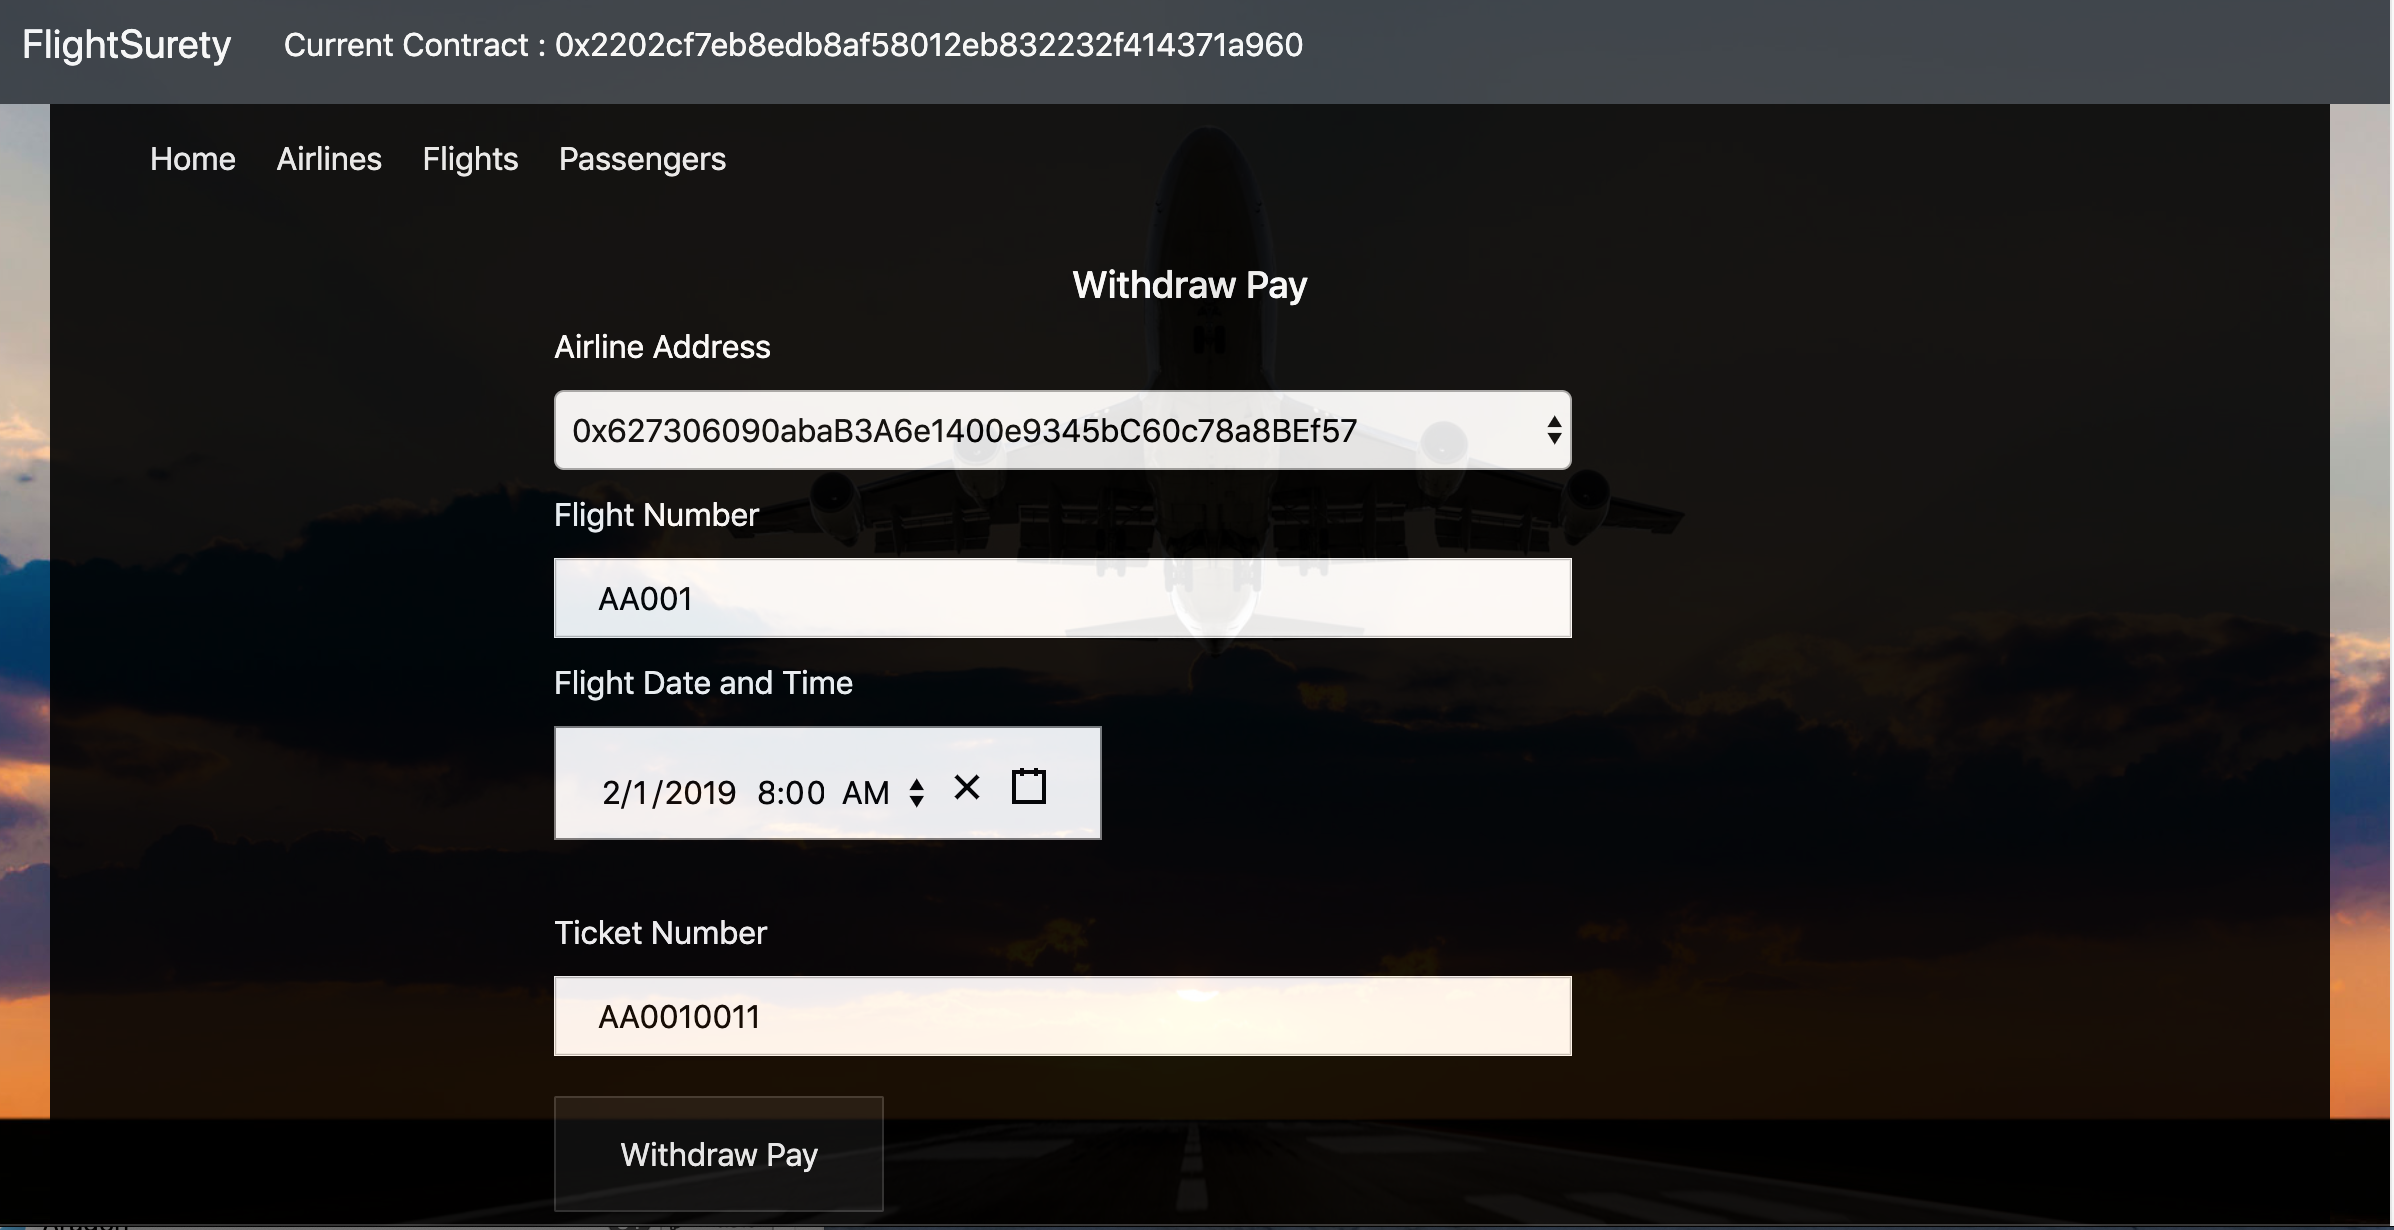 FlightSurety Current Contract : 0x2202cf7eb8edb8af58012eb832232f414371a960
Home Airlines Flights Passengers
Withdraw Pay
Airline Address
0x627306090abaB3A6e1400e9345bC60c78a8BEf57
Flight Number
AA001
Flight Date and Time
2/1/2019 8:00 AM
Ticket Number
AA0010011
Withdraw Pay